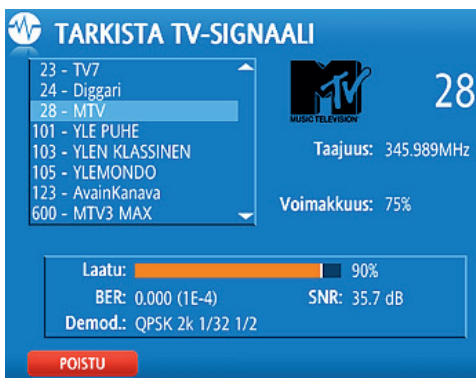 TARKISTA TV-SIGNAALI
23 - TV7
24 - Diggari
28 - MTV
101 - YLE PUHE
103 - YLEN KLASSINEN
105 - YLEMONDO
123 - AvainKanava
600 - MTV3 MAX
MTV
MUSIC TELEVISION
28
Taajuus: 345.989MHz
Voimakkuus: 75%
Laatu: 90%
BER: 0.000 (1E-4) SNR: 35.7 dB
Demod.: QPSK 2k 1/32 1/2
POISTU